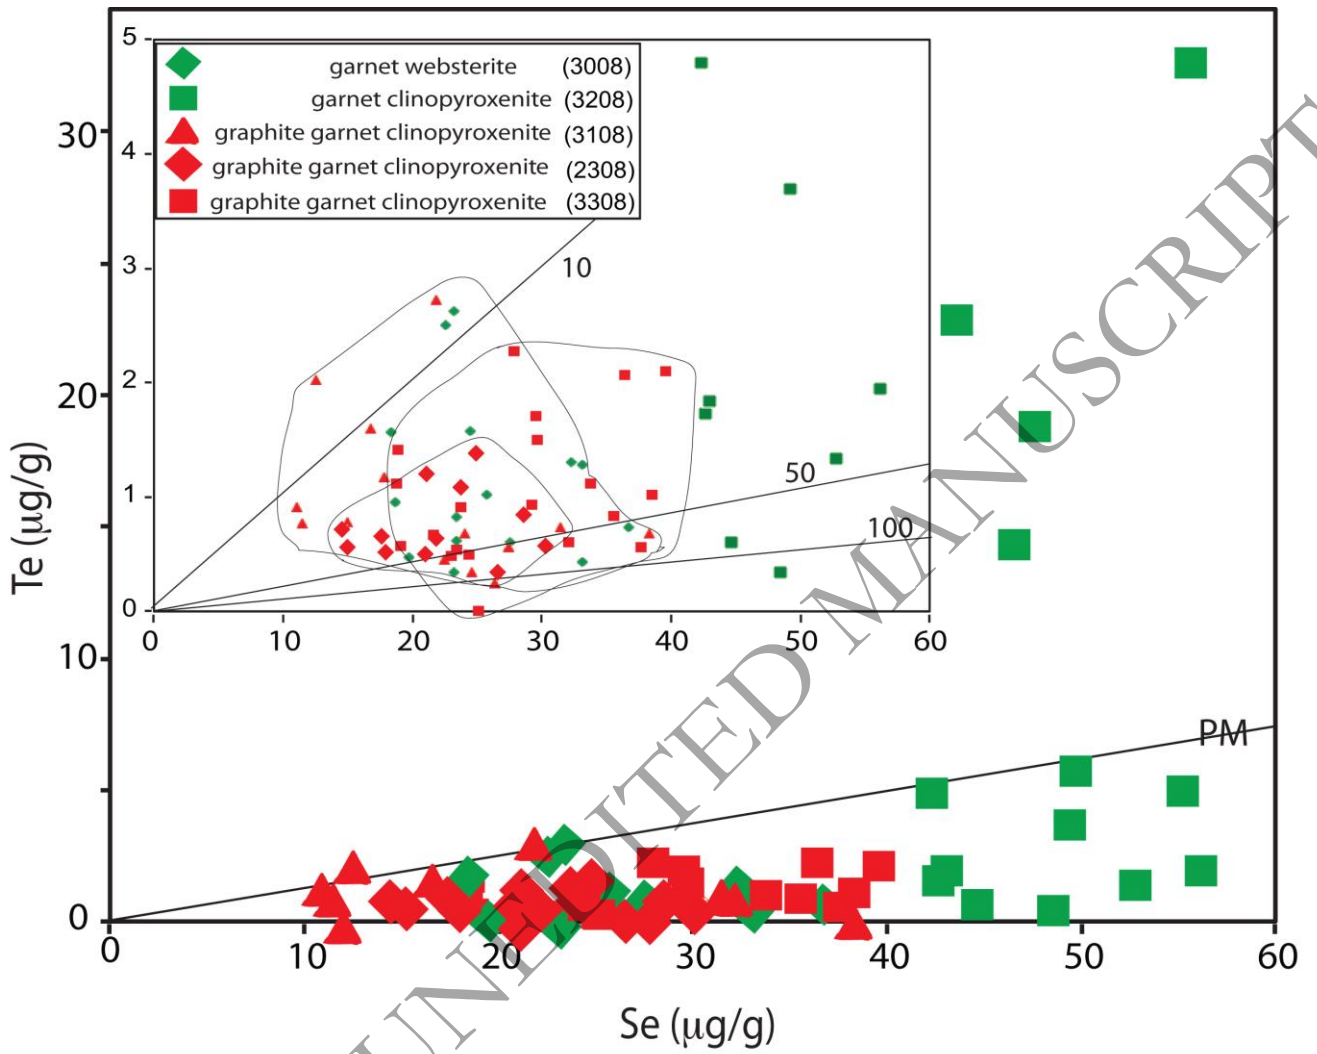 5
garnet websterite (3008)
garnet clinopyroxenite (3208)
graphite garnet clinopyroxenite (3108)
graphite garnet clinopyroxenite (2308)
graphite garnet clinopyroxenite (3308)
4
3
2
1
0
10
50
100
0 10 20 30 40 50 60
30
20
10
0
PM
0 10 20 30 40 50 60
Te (μg/g)
Se (μg/g)
UNEDITED MANUSCRIPT